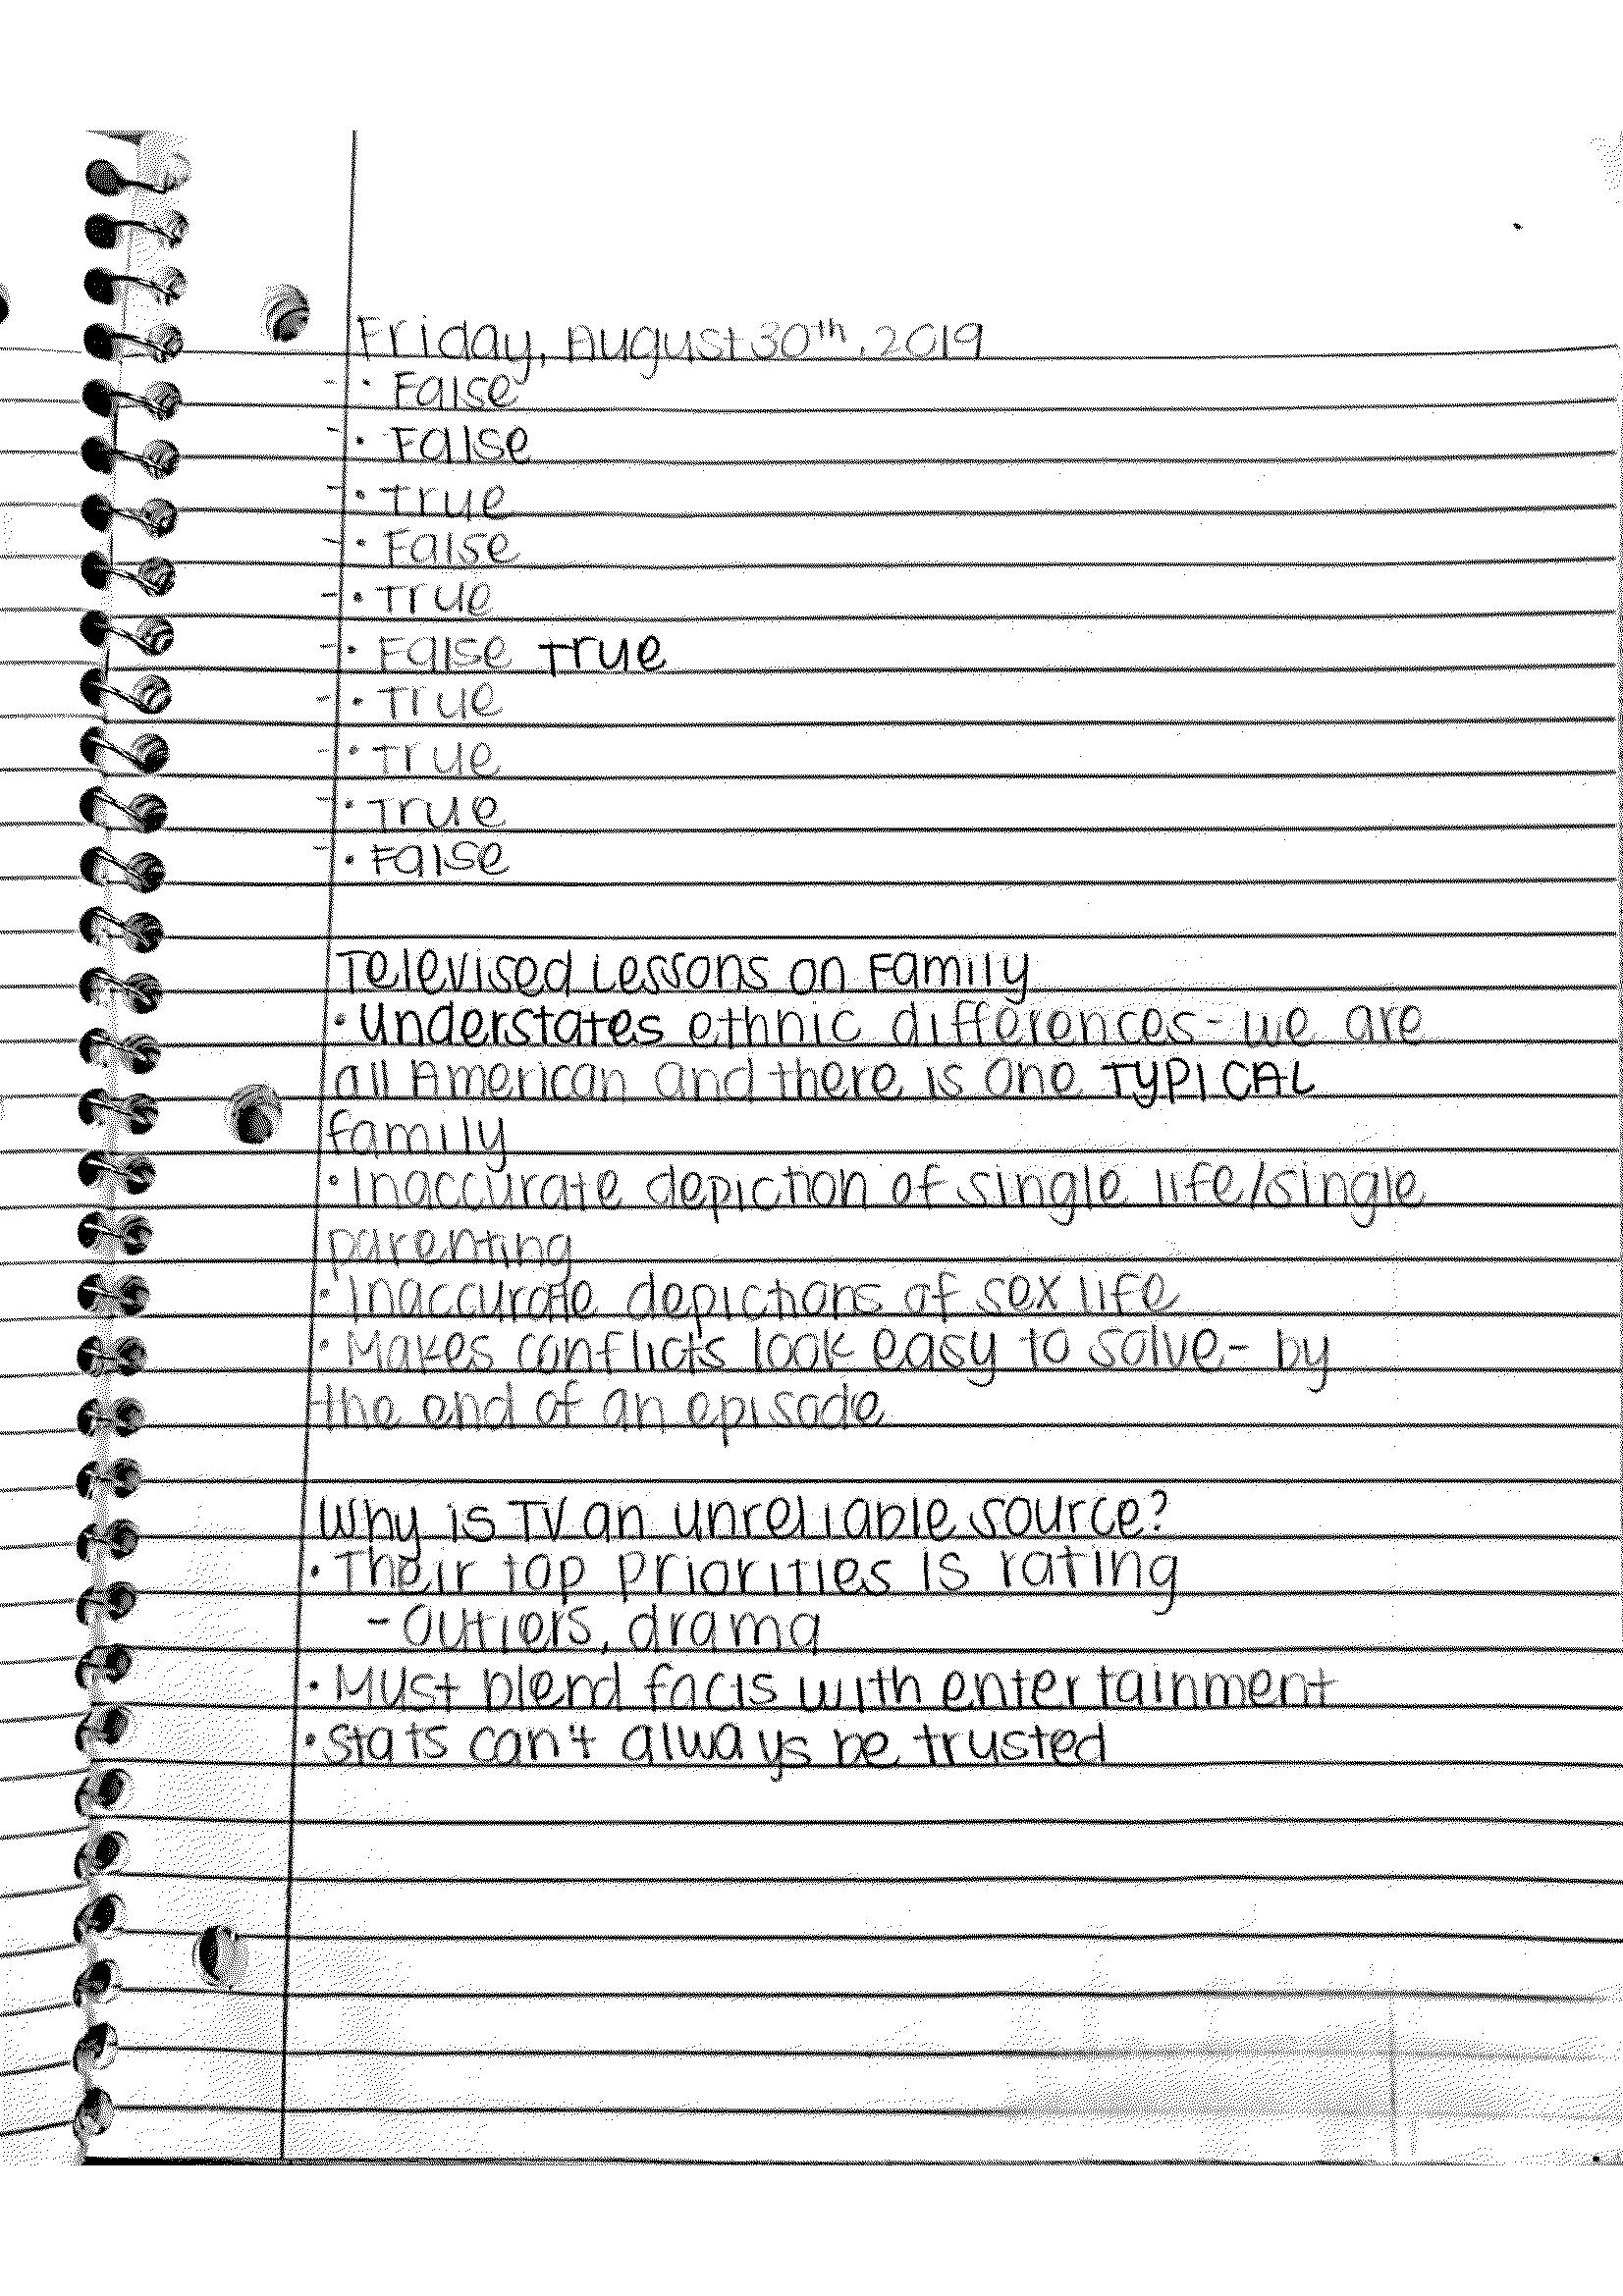 Friday, August 30th, 2019
- • False
- • False
- • True
- • False
- • True
- • False True
- • True
- • True
- • True
- • False
Televised Lessons on Family
• Understates ethnic differences - we are
all American and there is one TYPICAL
family
• Inaccurate depiction of single life/single
parenting
• Inaccurate depictions of sex life
• Makes conflicts look easy to solve - by
the end of an episode
Why is TV an unreliable source?
• Their top priorities is rating
- Outliers, drama
• Must blend facts with entertainment
• Stats can't always be trusted